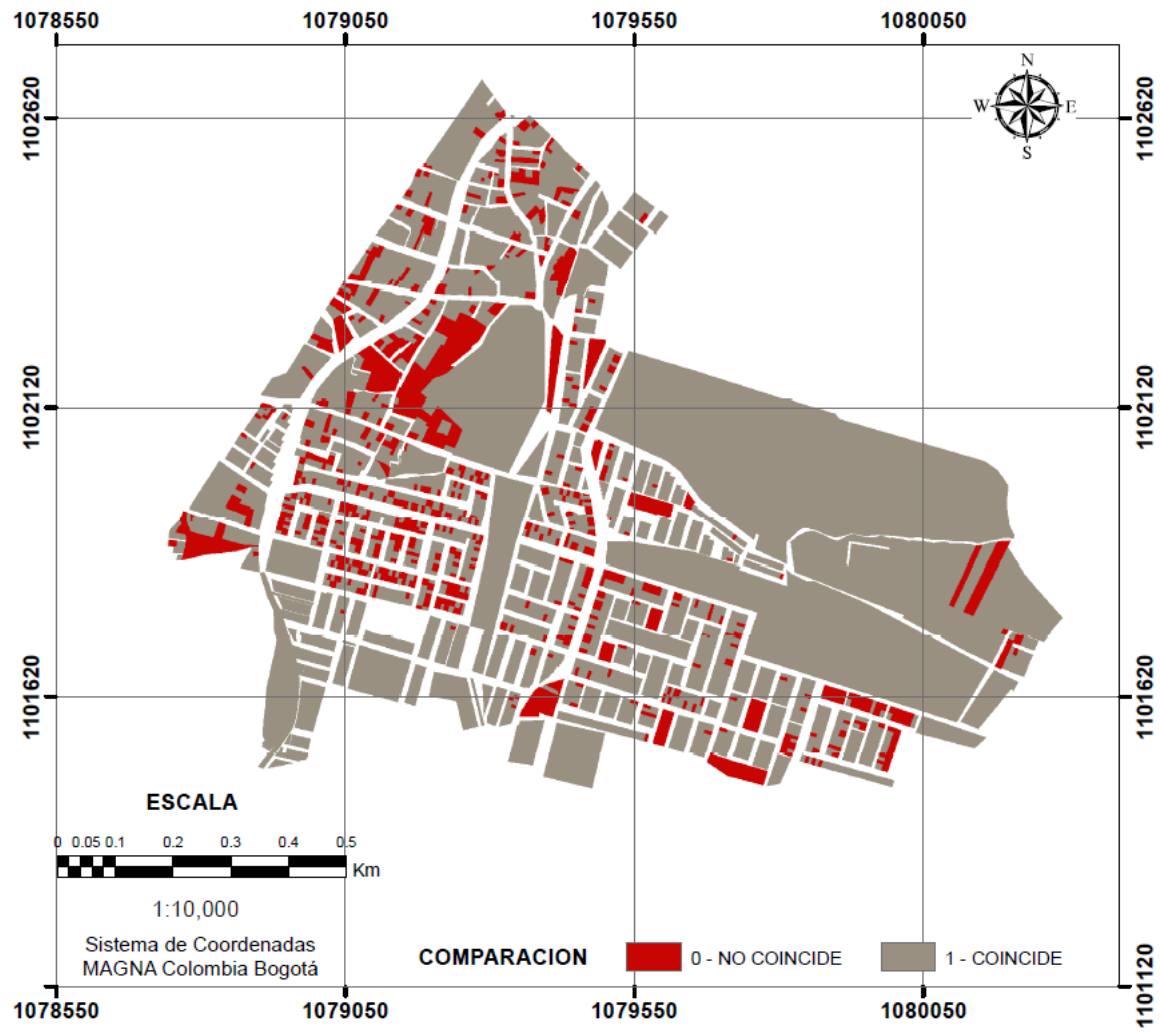 1078550 1079050 1079550 1080050
N
W E
S
1102620 1102620
1102120 1102120
1101620 1101620
ESCALA
0 0.05 0.1 0.2 0.3 0.4 0.5
Km
1:10,000
Sistema de Coordenadas
MAGNA Colombia Bogotá
COMPARACION 0 - NO COINCIDE 1 - COINCIDE
1101120
1078550 1079050 1079550 1080050